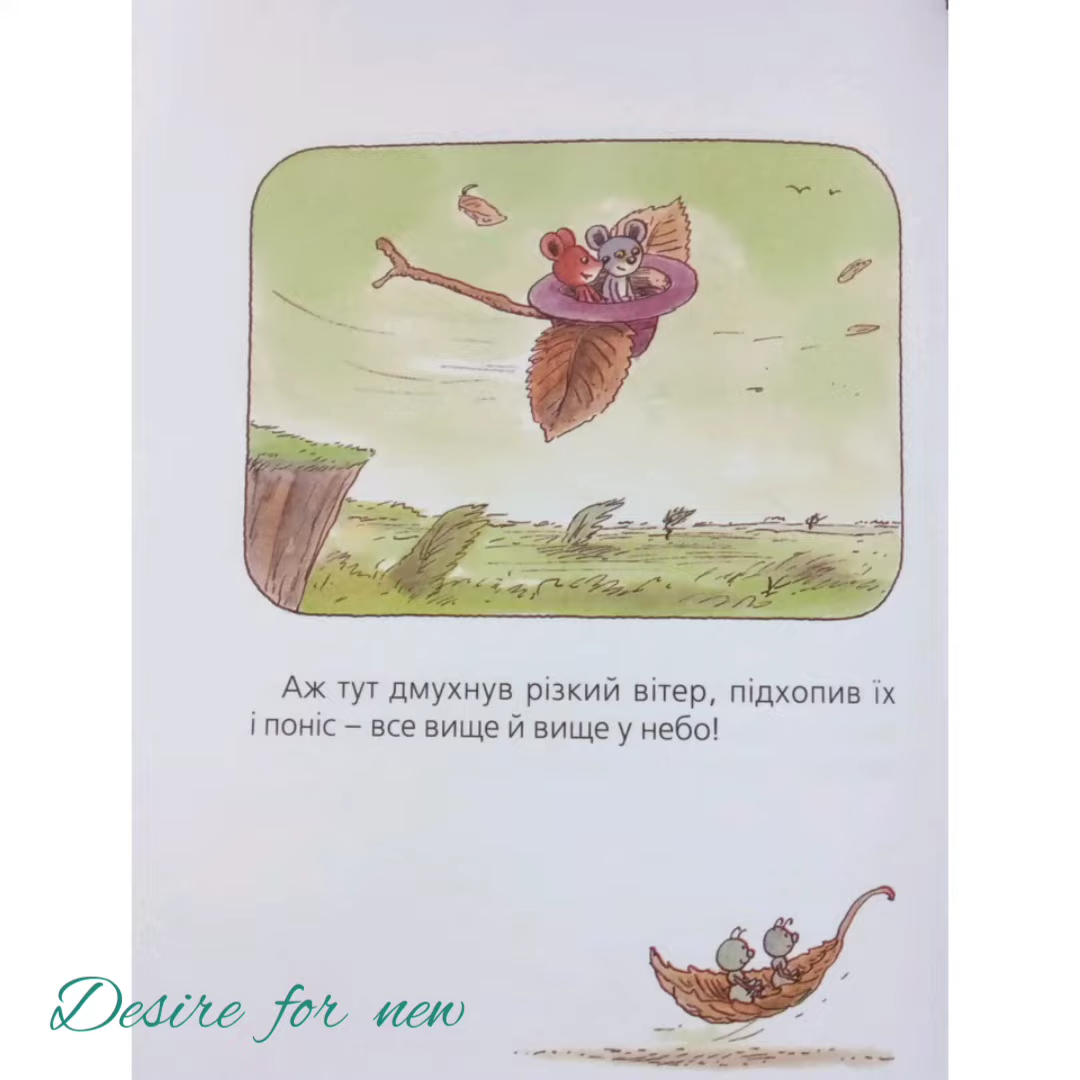 Аж тут дмухнув різкий вітер, підхопив їх
і поніс – все вище й вище у небо!
Desire for new